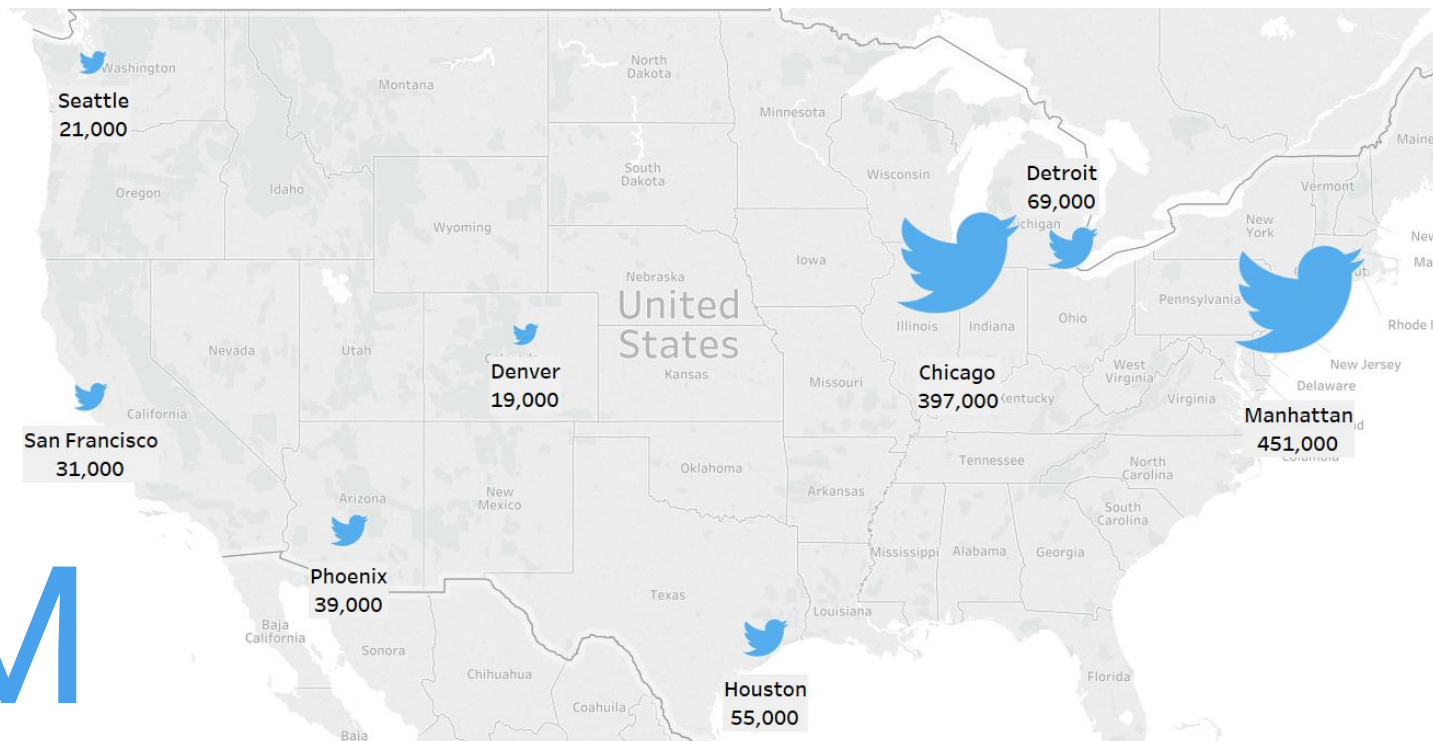 Washington
Seattle
21,000
Montana
North
Dakota
Minnesota
Maine
Oregon
Idaho
South
Dakota
Wisconsin
Detroit
69,000
Vermont
Wyoming
New
York
Iowa
Nebraska
United
States
Illinois
Indiana
Ohio
Pennsylvania
Rhode I
Nevada
Utah
Denver
19,000
Kansas
Missouri
Chicago
397,000
Kentucky
West
Virginia
Virginia
New Jersey
Delaware
Manhattan
451,000
California
San Francisco
31,000
Arizona
New
Mexico
Oklahoma
Arkansas
Tennessee
North
Carolina
South
Carolina
Phoenix
39,000
Texas
Mississippi
Alabama
Georgia
Louisiana
Baja
California
Sonora
Chihuahua
Coahuila
Houston
55,000
Florida
Baja
M